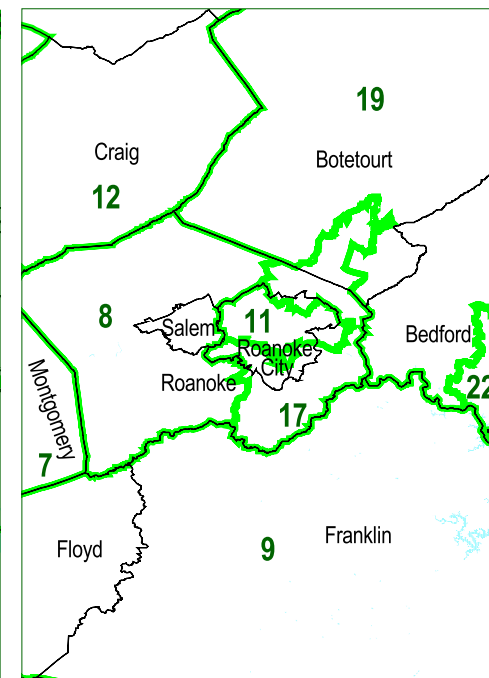 19
Craig
Botetourt
12
8
Salem
11
Bedford
Roanoke
City
Montgomery
Roanoke
22
17
7
Floyd
9
Franklin